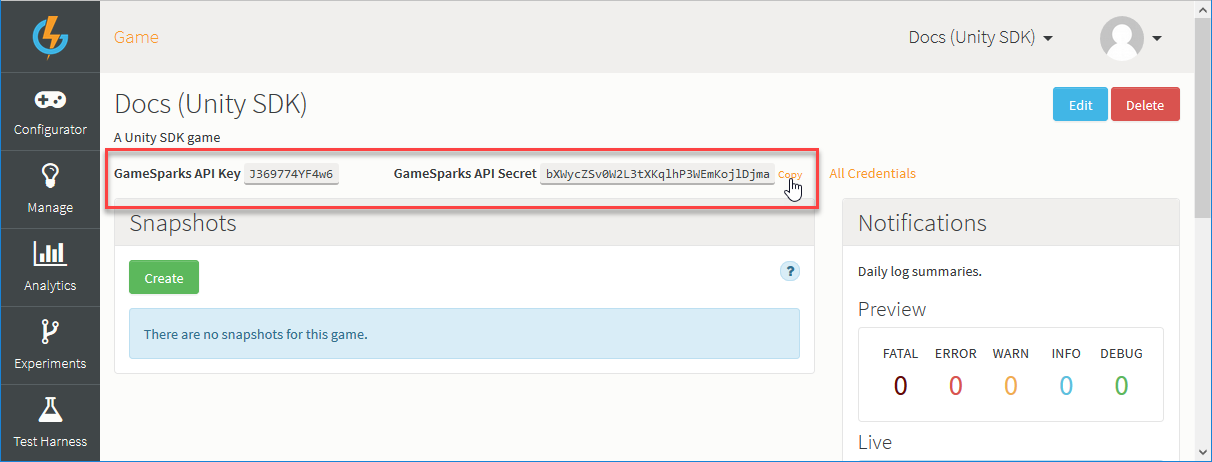 Game
Docs (Unity SDK)
Configurator
Manage
Analytics
Experiments
Test Harness
Docs (Unity SDK)
Edit
Delete
A Unity SDK game
GameSparks API Key J369774YF4w6 GameSparks API Secret bXWycZSv0W2L3tXKqlhP3WEmKojlDjma Copy All Credentials
Snapshots
Create
?
There are no snapshots for this game.
Notifications
Daily log summaries.
Preview
FATAL ERROR WARN INFO DEBUG
0 0 0 0 0
Live